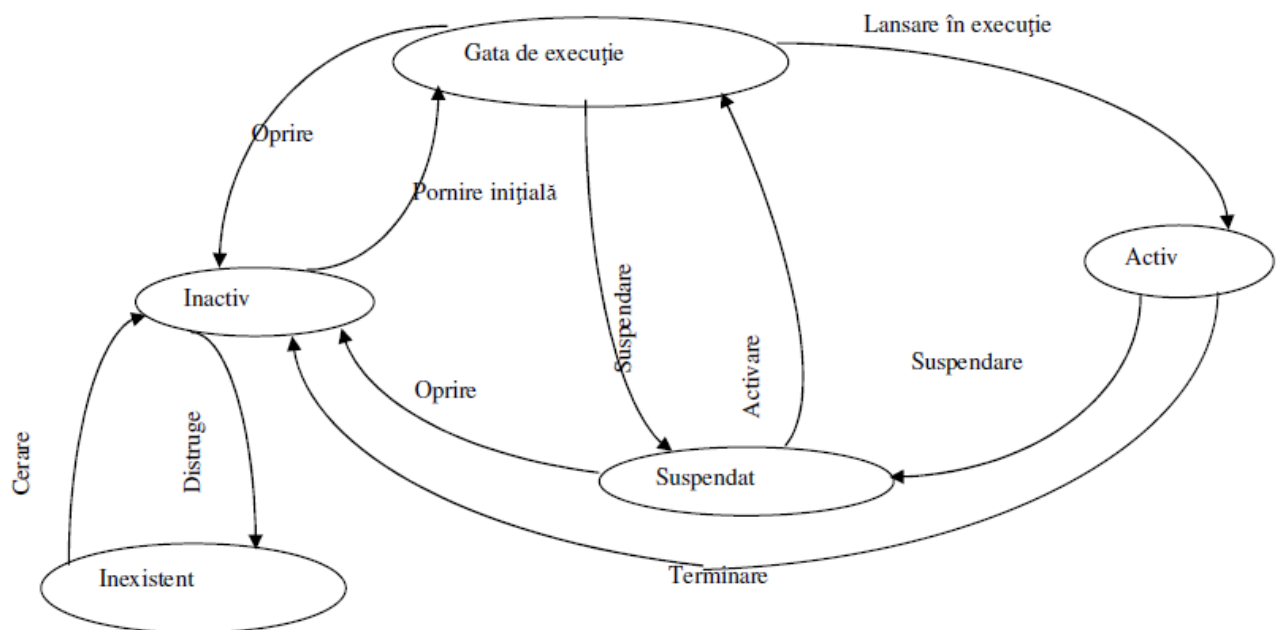 Lansare în execuţie
Gata de execuţie
Oprire
Pornire iniţială
Activ
Inactiv
Suspendare
Activare
Suspendare
Oprire
Cerare
Distruge
Suspendat
Terminare
Inexistent